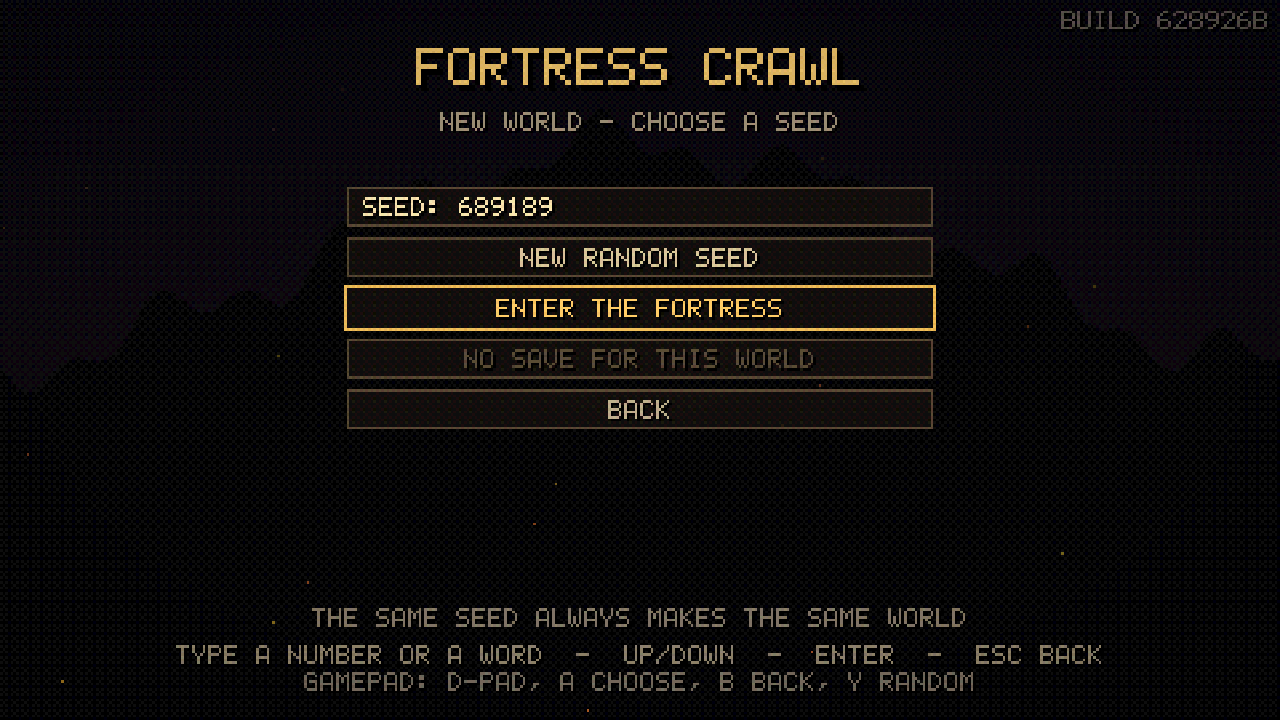 BUILD 628926B
FORTRESS CRAWL
NEW WORLD - CHOOSE A SEED
SEED: 689189
NEW RANDOM SEED
ENTER THE FORTRESS
NO SAVE FOR THIS WORLD
BACK
THE SAME SEED ALWAYS MAKES THE SAME WORLD
TYPE A NUMBER OR A WORD  -  UP/DOWN  -  ENTER  -  ESC BACK
GAMEPAD: D-PAD, A CHOOSE, B BACK, Y RANDOM